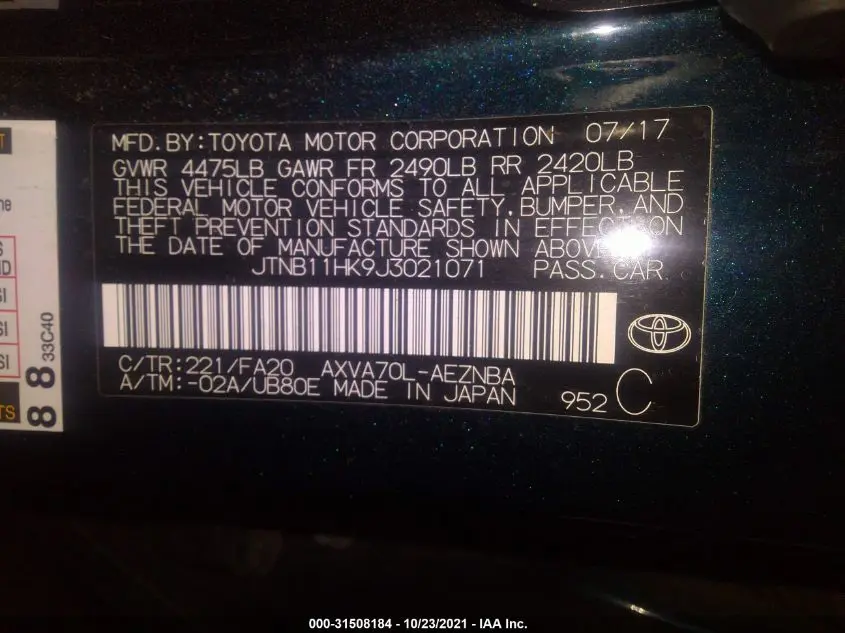 MFD.BY:TOYOTA MOTOR CORPORATION 07/17
GVWR 4475LB GAWR FR 2490LB RR 2420LB
THIS VEHICLE CONFORMS TO ALL APPLICABLE
FEDERAL MOTOR VEHICLE SAFETY,BUMPER,AND
THEFT PREVENTION STANDARDS IN EFFECT ON
THE DATE OF MANUFACTURE SHOWN
JTNB11HK9J3021071 PASS.CAR
C/TR:221/FA20 AXVA70L-AEZNBA
A/TM:-02A/UB80E MADE IN JAPAN
952 C
88
33C40
000-31508184 - 10/23/2021 - IAA Inc.